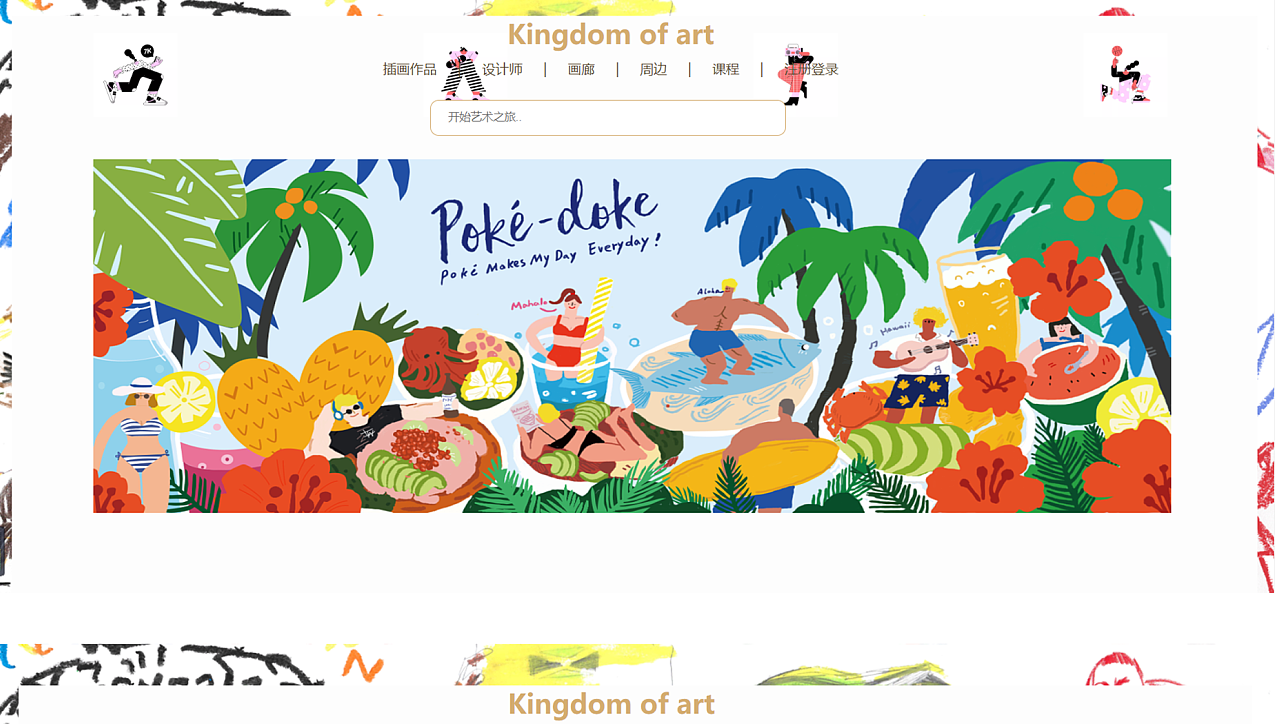 Kingdom of art
7K
插画作品 设计师 | 画廊 | 周边 | 课程 | 注册登录
开始艺术之旅..
Poké-doke
Poké Makes My Day Everyday!
Mahalo
Aloha
Hawaii
Kingdom of art